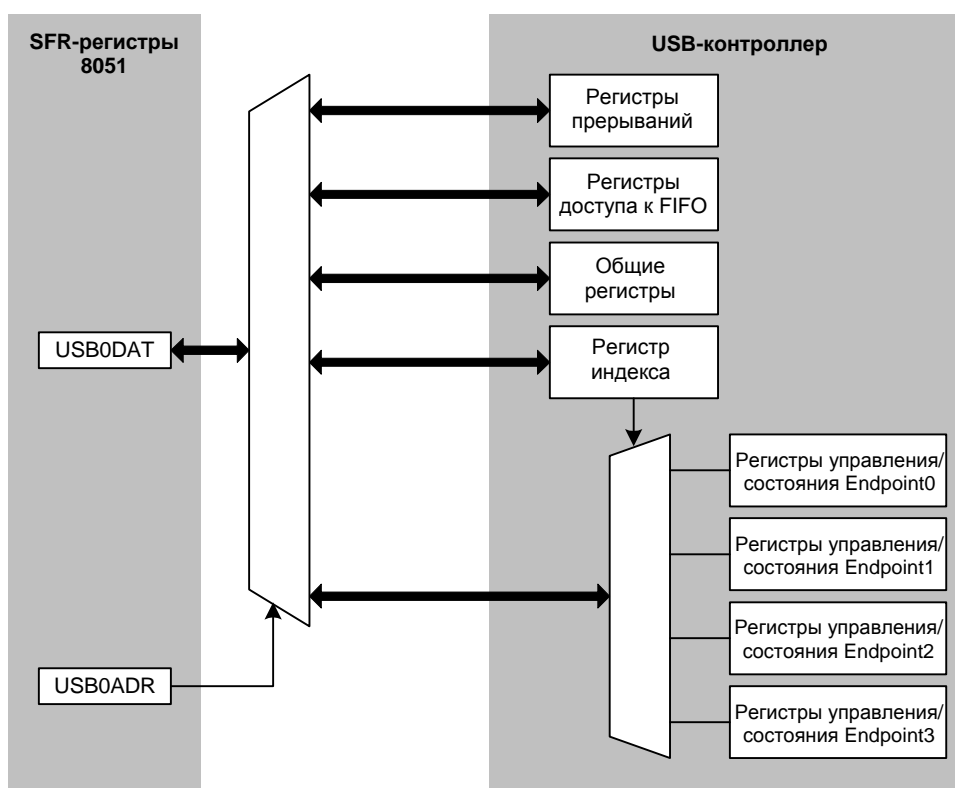 SFR-регистры
8051
USB-контроллер
Регистры
прерываний
Регистры
доступа к FIFO
Общие
регистры
USB0DAT
Регистр
индекса
Регистры управления/
состояния Endpoint0
Регистры управления/
состояния Endpoint1
Регистры управления/
состояния Endpoint2
USB0ADR
Регистры управления/
состояния Endpoint3